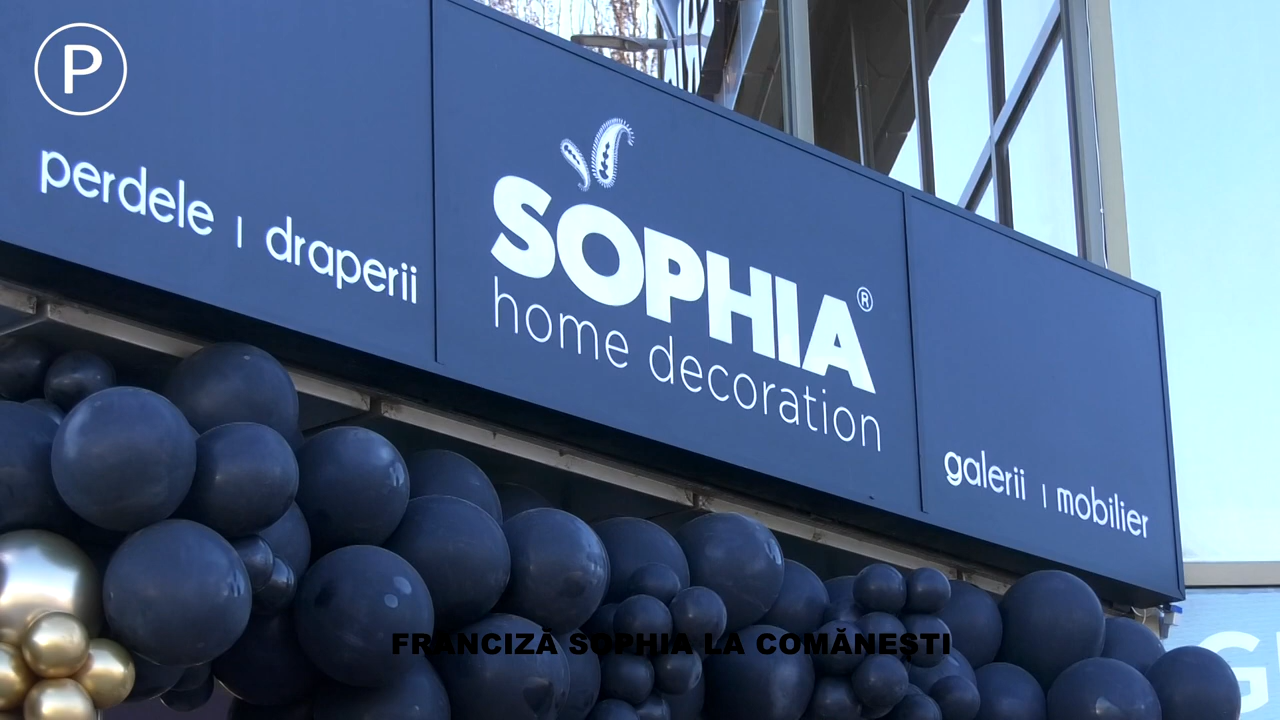 P
perdele | draperii
SOPHIA®
home decoration
galerii | mobilier
FRANCIZĂ SOPHIA LA COMĂNEȘTI
G